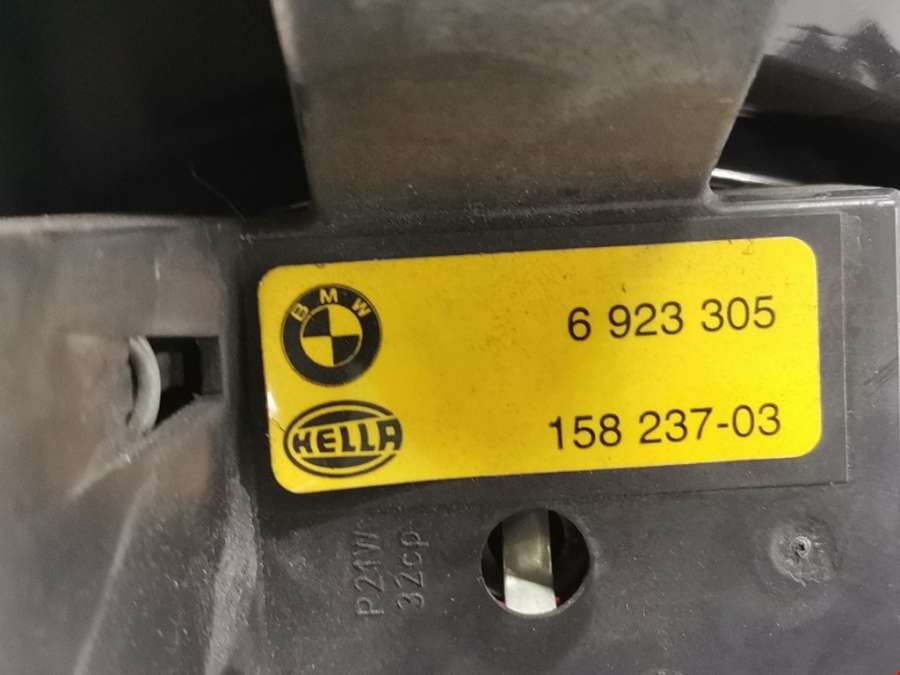 BMW
6 923 305
HELLA
158 237-03
P21W
32cp